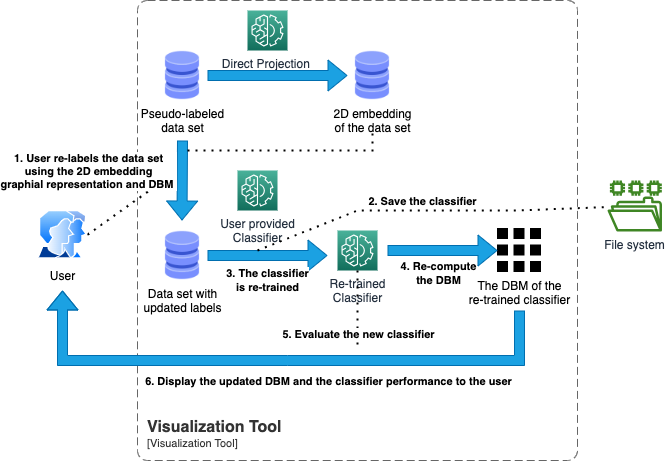 Direct Projection
Pseudo-labeled
data set
2D embedding
of the data set
1. User re-labels the data set
using the 2D embedding
graphial representation and DBM
User provided
Classifier
2. Save the classifier
File system
User
Data set with
updated labels
3. The classifier
is re-trained
Re-trained
Classifier
4. Re-compute
the DBM
The DBM of the
re-trained classifier
5. Evaluate the new classifier
6. Display the updated DBM and the classifier performance to the user
Visualization Tool
[Visualization Tool]